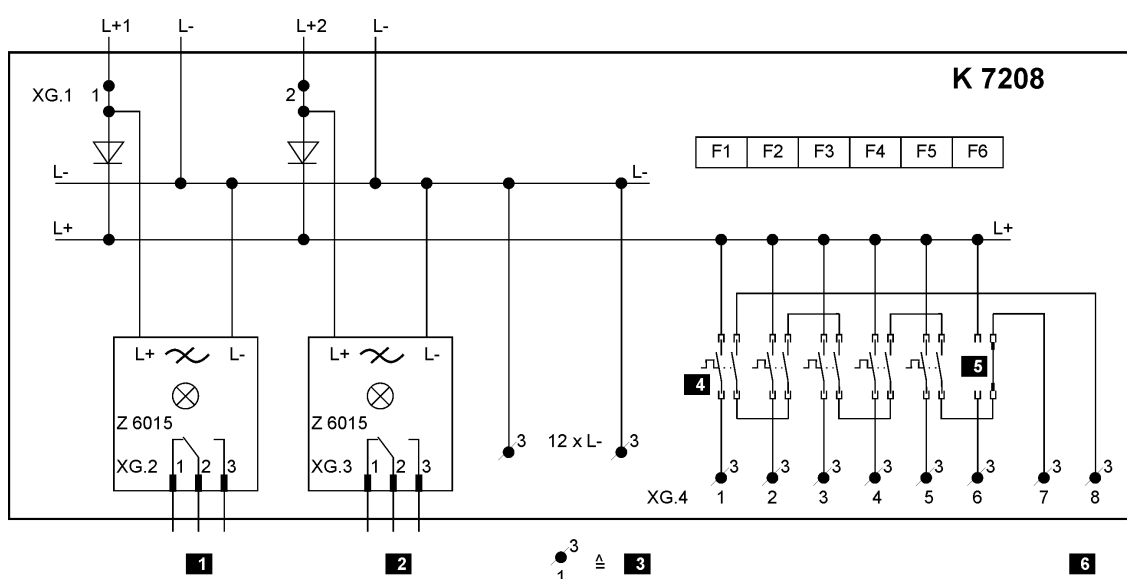 L+1 L- L+2 L-
K 7208
XG.1 1 2
F1 F2 F3 F4 F5 F6
L- L-
L+ L+
L+ L- L+ L-
5
4
Z 6015 Z 6015
3 12 x L- 3
XG.2 1 2 3 XG.3 1 2 3
3 3 3 3 3 3 3 3
XG.4 1 2 3 4 5 6 7 8
1 2 3 1 ≙ 3 6